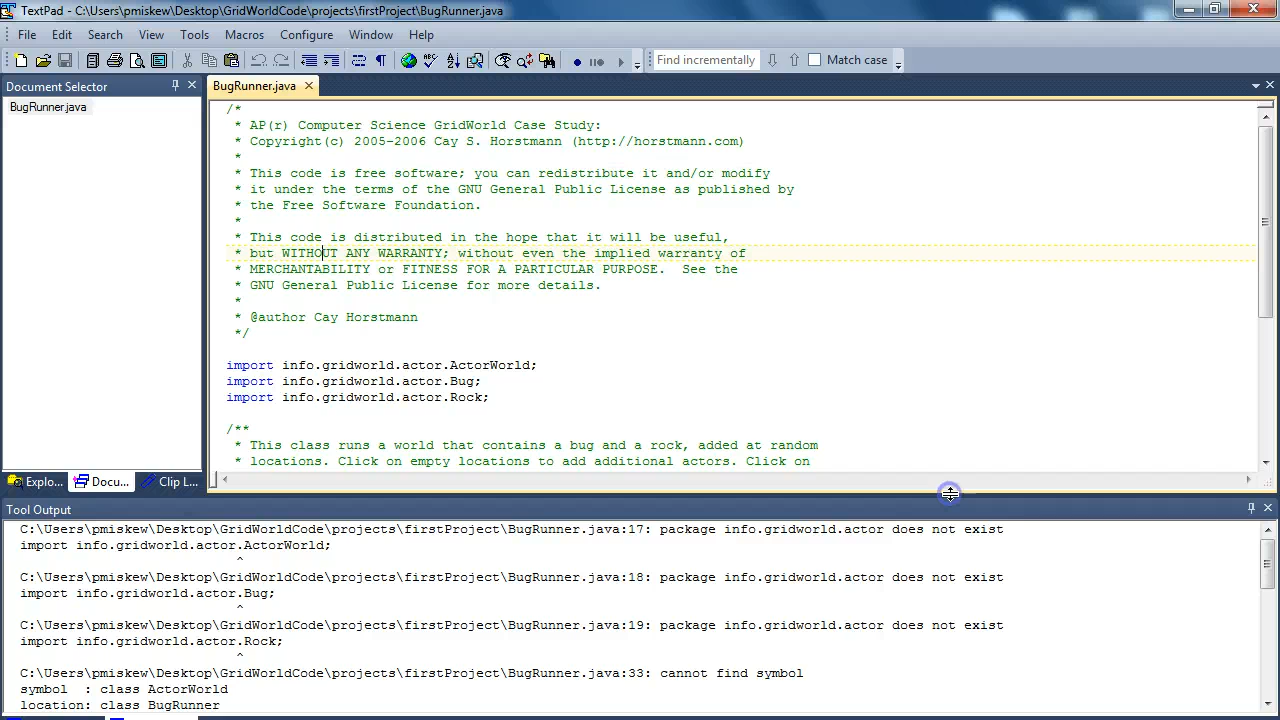 TextPad - C:\Users\pmiskew\Desktop\GridWorldCode\projects\firstProject\BugRunner.java
File Edit Search View Tools Macros Configure Window Help
Find incrementally Match case
Document Selector
BugRunner.java
BugRunner.java
/*
* AP(r) Computer Science GridWorld Case Study:
* Copyright(c) 2005-2006 Cay S. Horstmann (http://horstmann.com)
*
* This code is free software; you can redistribute it and/or modify
* it under the terms of the GNU General Public License as published by
* the Free Software Foundation.
*
* This code is distributed in the hope that it will be useful,
* but WITHOUT ANY WARRANTY; without even the implied warranty of
* MERCHANTABILITY or FITNESS FOR A PARTICULAR PURPOSE.  See the
* GNU General Public License for more details.
*
* @author Cay Horstmann
*/
import info.gridworld.actor.ActorWorld;
import info.gridworld.actor.Bug;
import info.gridworld.actor.Rock;
/**
* This class runs a world that contains a bug and a rock, added at random
* locations. Click on empty locations to add additional actors. Click on
Explo... Docu... Clip L...
Tool Output
C:\Users\pmiskew\Desktop\GridWorldCode\projects\firstProject\BugRunner.java:17: package info.gridworld.actor does not exist
import info.gridworld.actor.ActorWorld;
^
C:\Users\pmiskew\Desktop\GridWorldCode\projects\firstProject\BugRunner.java:18: package info.gridworld.actor does not exist
import info.gridworld.actor.Bug;
^
C:\Users\pmiskew\Desktop\GridWorldCode\projects\firstProject\BugRunner.java:19: package info.gridworld.actor does not exist
import info.gridworld.actor.Rock;
^
C:\Users\pmiskew\Desktop\GridWorldCode\projects\firstProject\BugRunner.java:33: cannot find symbol
symbol  : class ActorWorld
location: class BugRunner